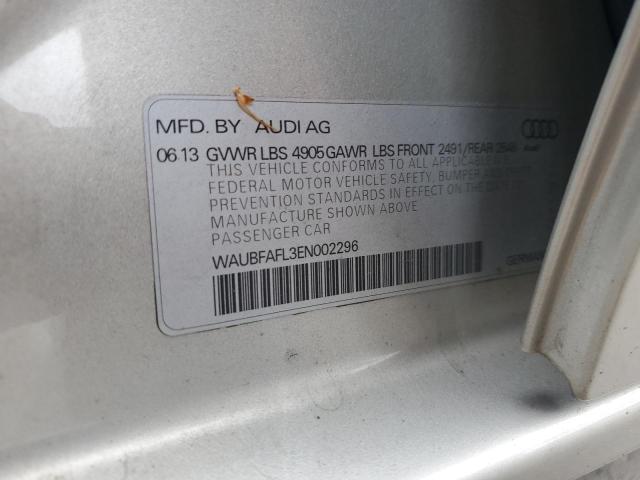 MFD. BY AUDI AG
06.13 GVWR LBS 4905 GAWR LBS FRONT 2491/REAR
THIS VEHICLE CONFORMS TO ALL APPLICABLE
FEDERAL MOTOR VEHICLE SAFETY, BUMPER AND THEFT
PREVENTION STANDARDS IN EFFECT ON THE DATE OF
MANUFACTURE SHOWN ABOVE
PASSENGER CAR
WAUBFAFL3EN002296
GERMANY
Audi